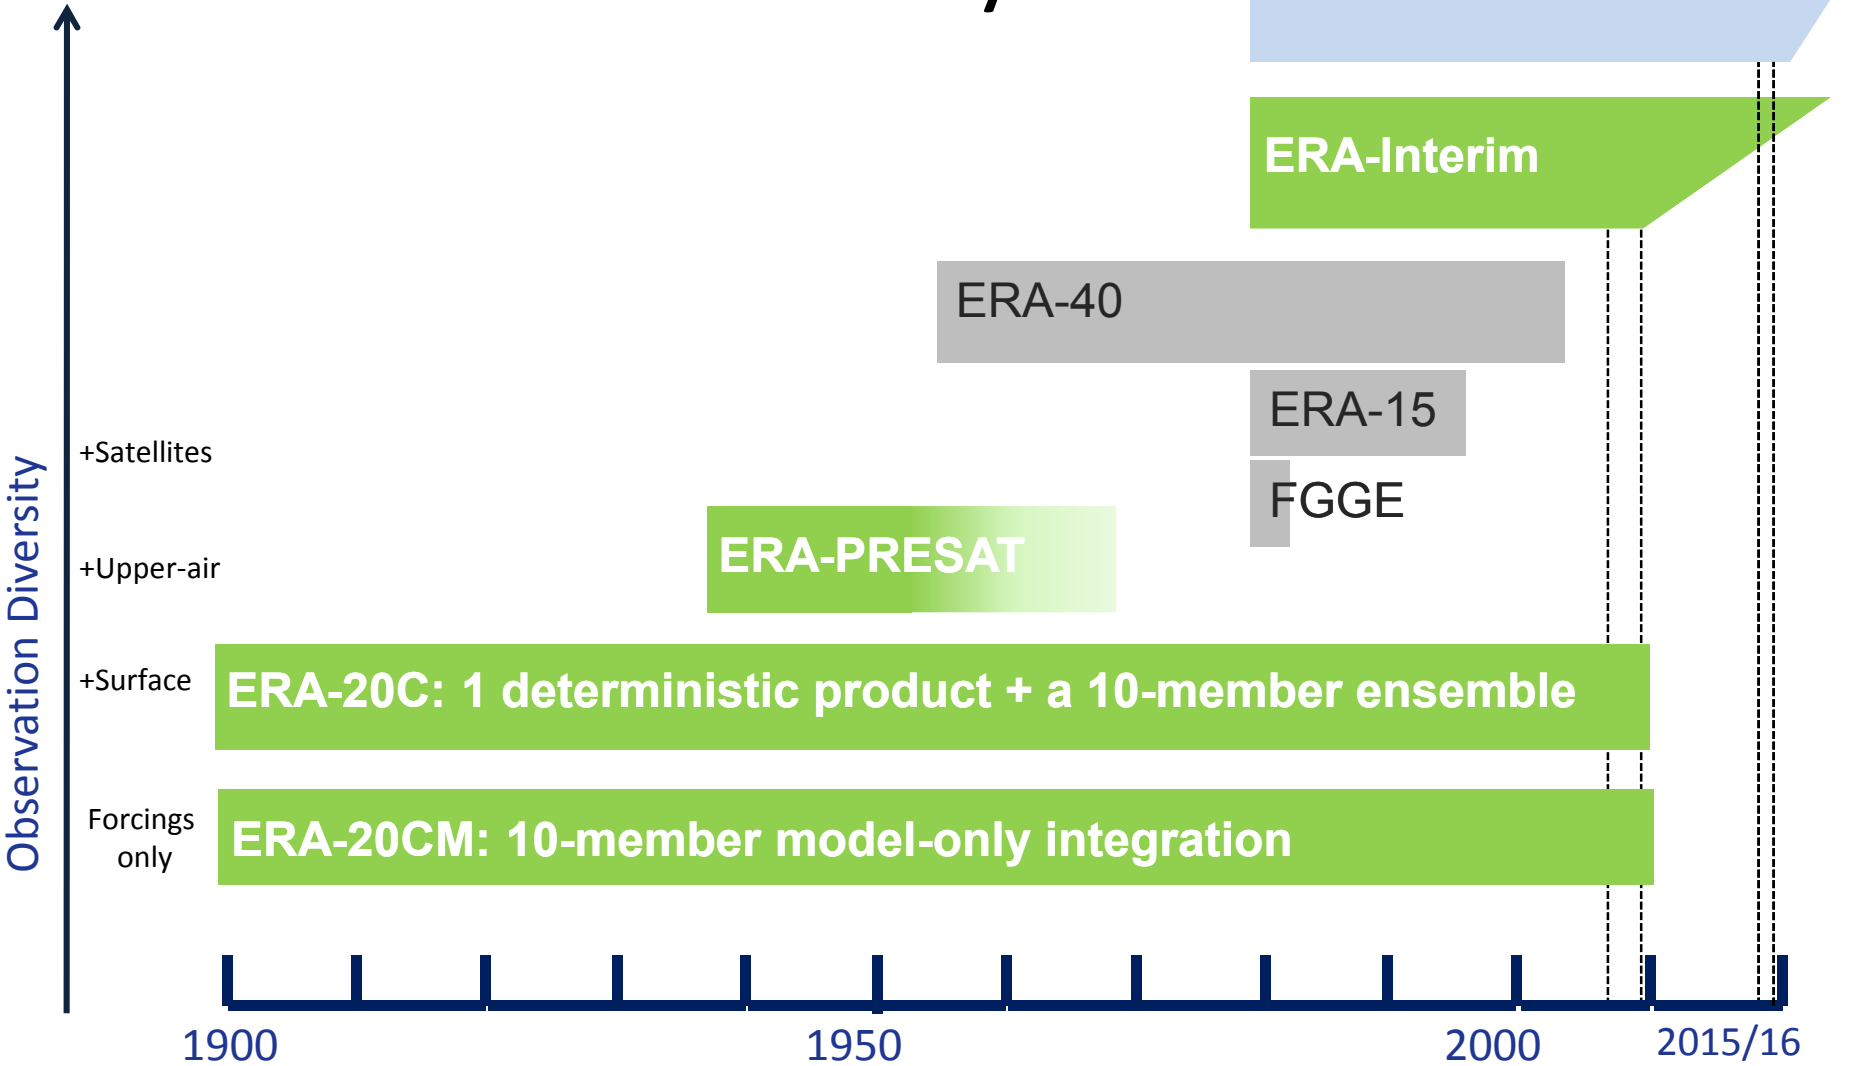 ERA-Interim
ERA-40
ERA-15
+Satellites
FGGE
ERA-PRESAT
+Upper-air
Observation Diversity
+Surface
ERA-20C: 1 deterministic product + a 10-member ensemble
Forcings
only
ERA-20CM: 10-member model-only integration
1900
1950
2000
2015/16